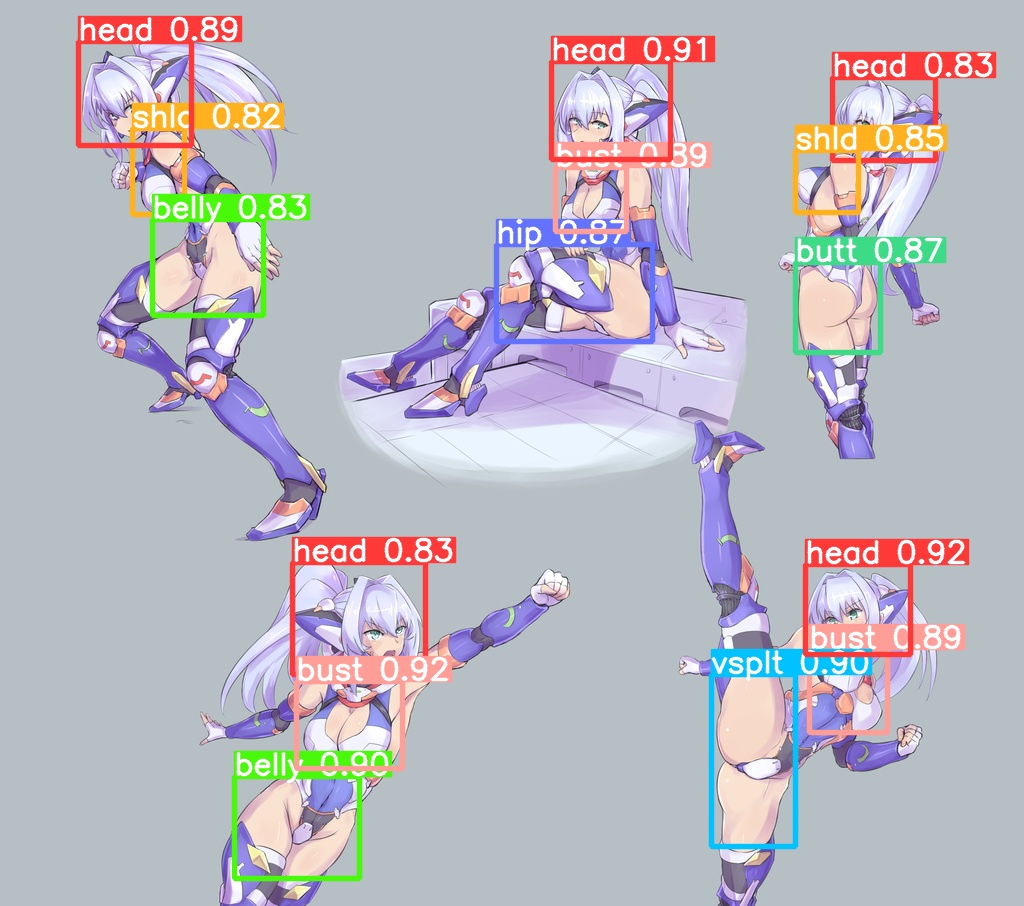 head 0.89
head 0.91
head 0.83
shld 0.82
shld 0.85
bust 0.89
belly 0.83
hip 0.87
butt 0.87
head 0.83
head 0.92
bust 0.89
bust 0.92
vsplt 0.90
belly 0.90